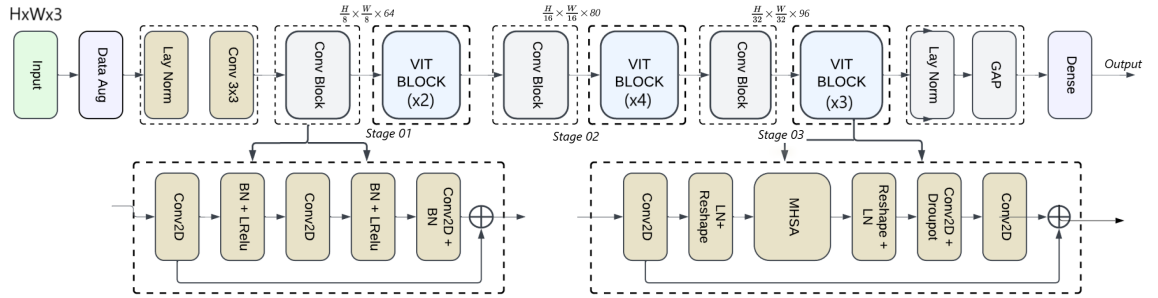 HxWx3
H/8 x W/8 x 64
H/16 x W/16 x 80
H/32 x W/32 x 96
Input
Data Aug
Lay Norm
Conv 3x3
Conv Block
VIT
BLOCK
(x2)
Conv Block
VIT
BLOCK
(x4)
Conv Block
VIT
BLOCK
(x3)
Lay Norm
GAP
Dense
Output
Stage 01
Stage 02
Stage 03
Conv2D
BN + LRelu
Conv2D
BN + LRelu
Conv2D +
BN
Conv2D
LN+
Reshape
MHSA
Reshape +
LN
Conv2D +
Droupot
Conv2D